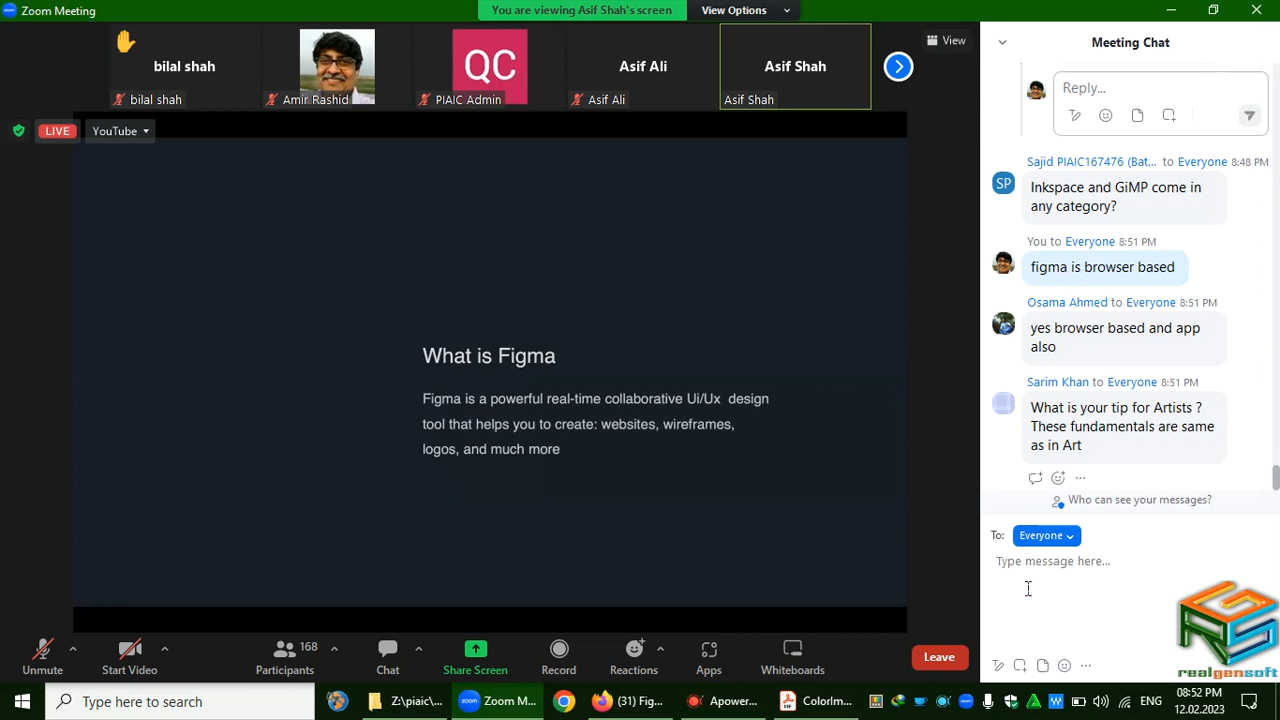 Zoom Meeting
You are viewing Asif Shah's screen
View Options
bilal shah
bilal shah
Amir Rashid
QC
PIAIC Admin
Asif Ali
Asif Ali
Asif Shah
Asif Shah
View
LIVE
YouTube
What is Figma
Figma is a powerful real-time collaborative Ui/Ux design
tool that helps you to create: websites, wireframes,
logos, and much more
Meeting Chat
Reply...
Sajid PIAIC167476 (Bat... to Everyone 8:48 PM
SP
Inkspace and GiMP come in
any category?
You to Everyone 8:51 PM
figma is browser based
Osama Ahmed to Everyone 8:51 PM
yes browser based and app
also
Sarim Khan to Everyone 8:51 PM
What is your tip for Artists ?
These fundamentals are same
as in Art
Who can see your messages?
To: Everyone
Type message here...
realgensoft
Unmute
Start Video
168
Participants
Chat
Share Screen
Record
Reactions
Apps
Whiteboards
Leave
Type here to search
Z:\piaic\...
Zoom M...
(31) Fig...
Apower...
ColorIm...
ENG
08:52 PM
12.02.2023